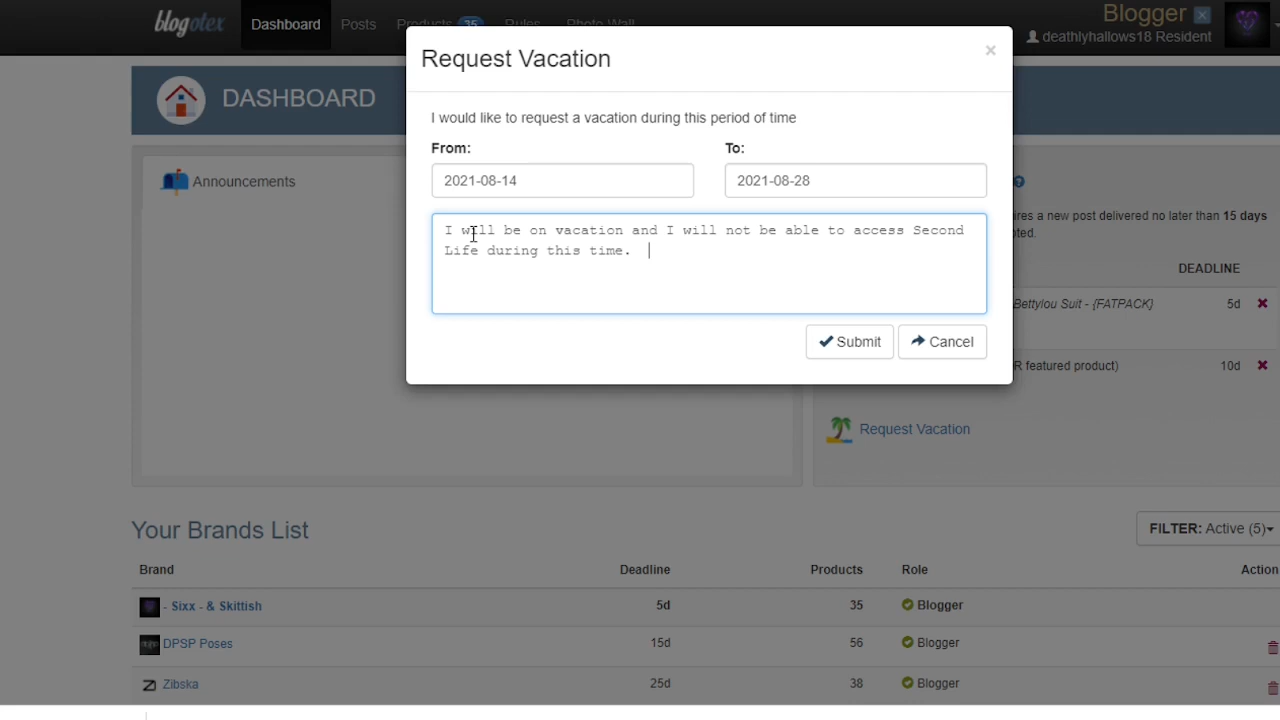 blogotex Dashboard Posts Products 35 Rules Photo Wall
Blogger
deathlyhallows18 Resident
Request Vacation
DASHBOARD
I would like to request a vacation during this period of time
From: To:
2021-08-14 2021-08-28
Announcements
I will be on vacation and I will not be able to access Second
Life during this time.
Submit Cancel
a new post delivered no later than 15 days
DEADLINE
Bettylou Suit - {FATPACK} 5d
featured product) 10d
Request Vacation
Your Brands List
FILTER: Active (5)
Brand Deadline Products Role Action
- Sixx - & Skittish 5d 35 Blogger
DPSP Poses 15d 56 Blogger
Zibska 25d 38 Blogger